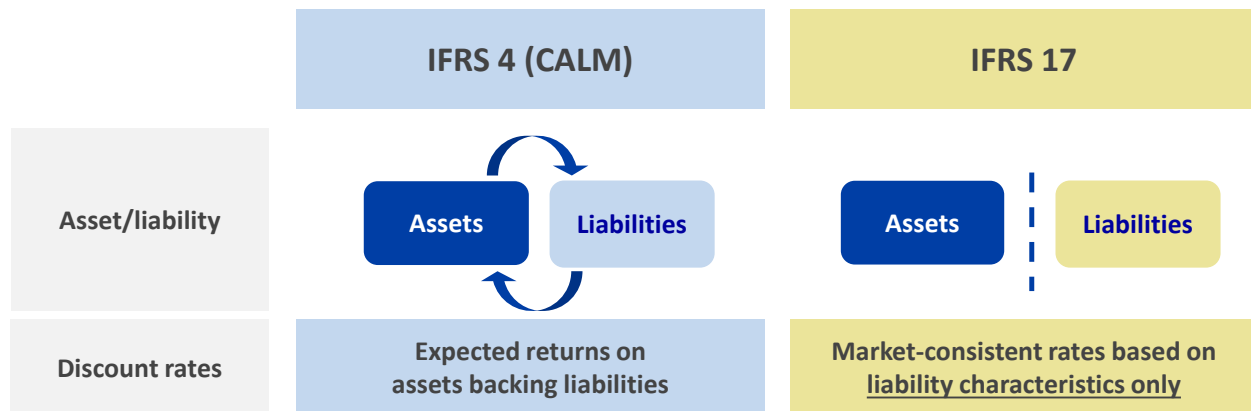 IFRS 4 (CALM)
IFRS 17
Asset/liability
Assets
Liabilities
Assets
Liabilities
Discount rates
Expected returns on
assets backing liabilities
Market-consistent rates based on
liability characteristics only